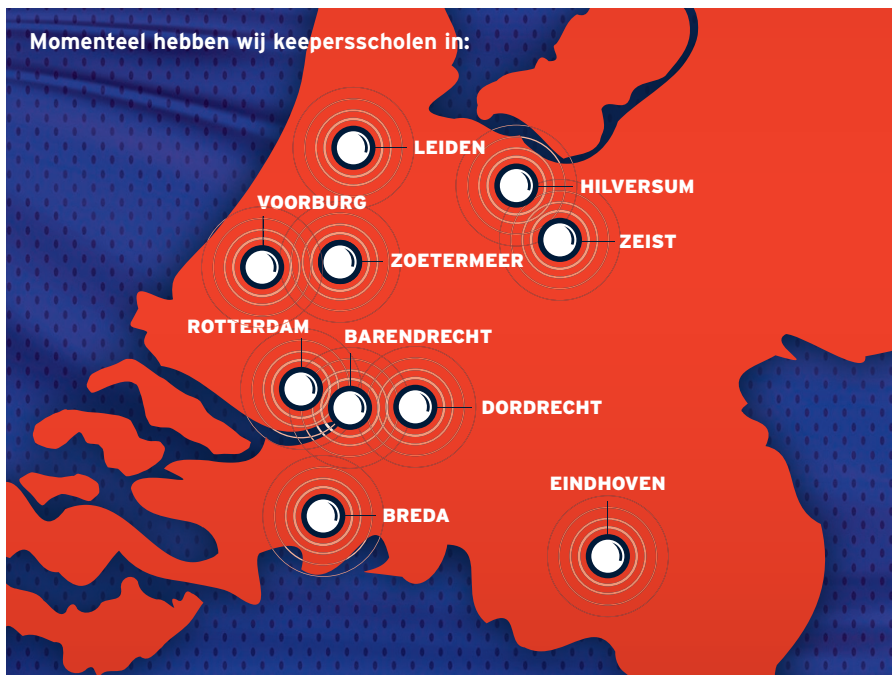 Momenteel hebben wij keepersscholen in:
LEIDEN
HILVERSUM
VOORBURG
ZEIST
ZOETERMEER
ROTTERDAM
BARENDRECHT
DORDRECHT
EINDHOVEN
BREDA